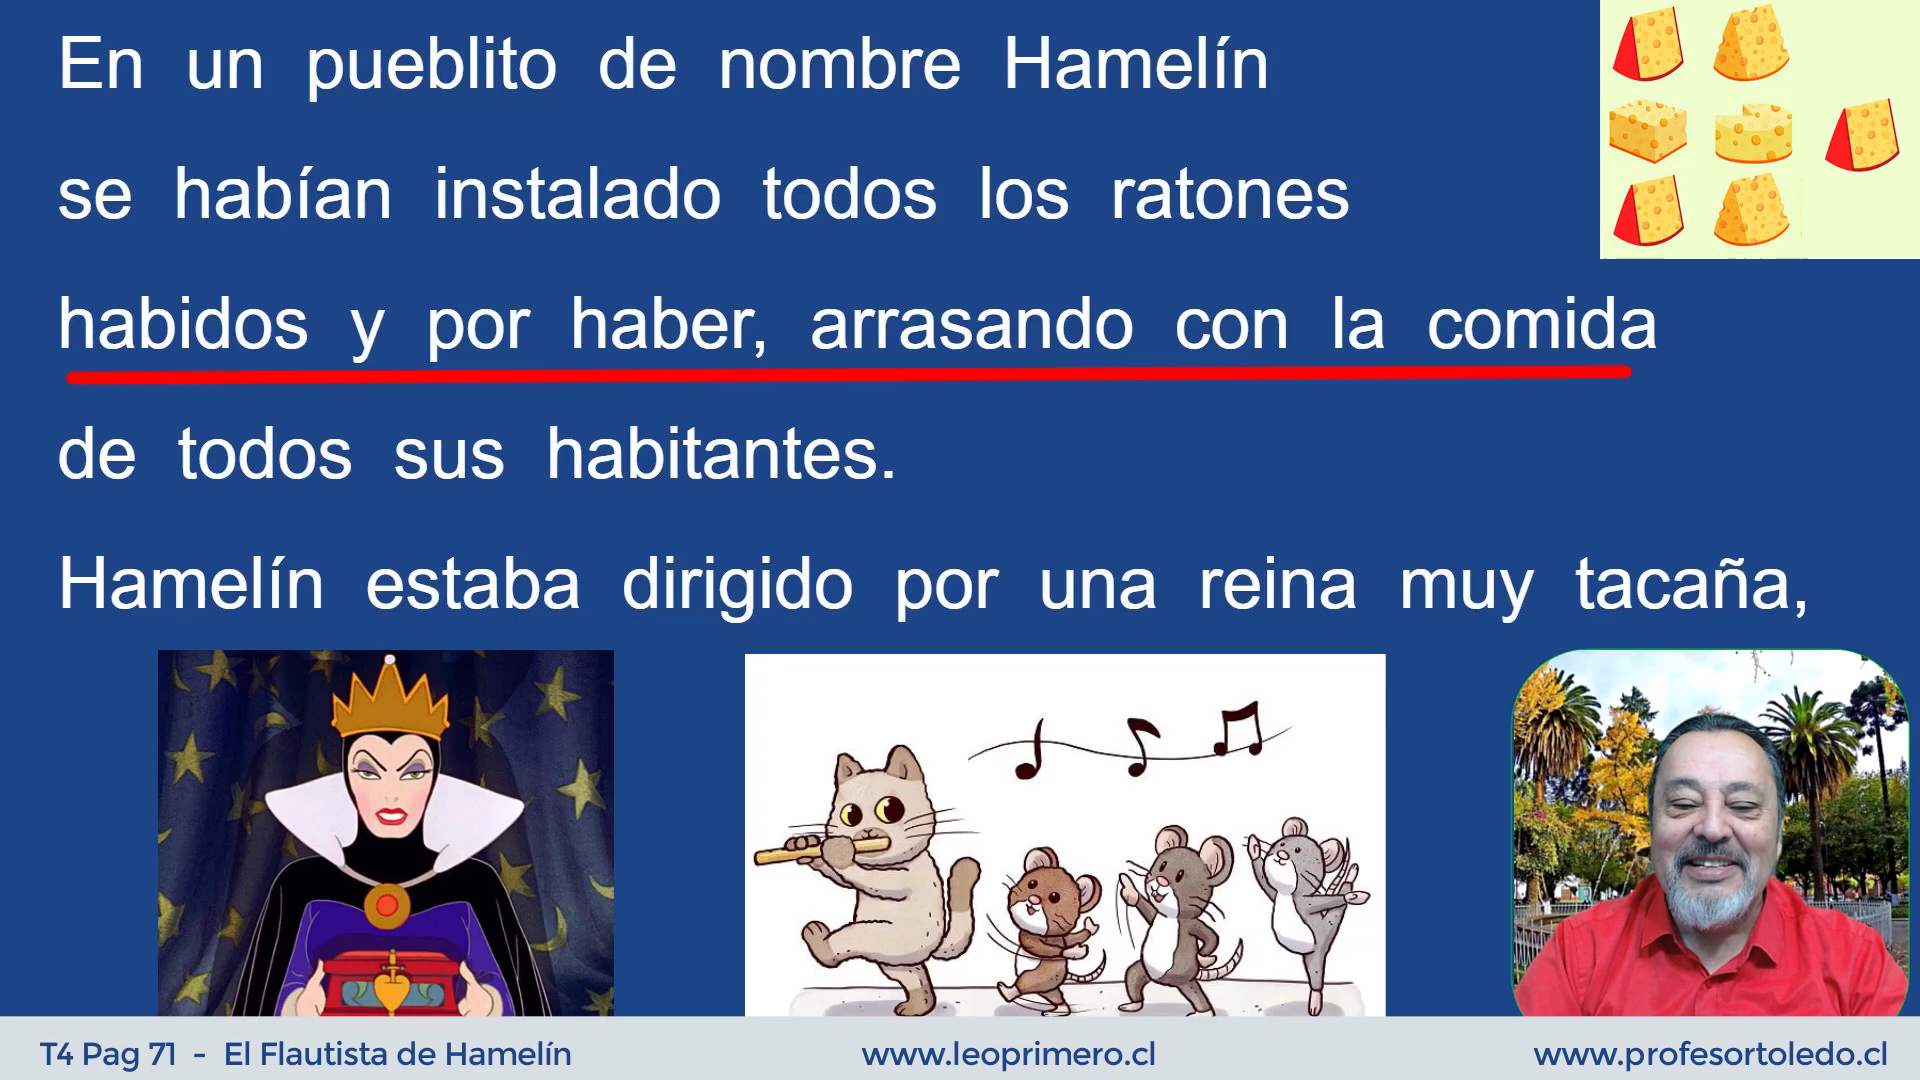 En un pueblito de nombre Hamelín
se habían instalado todos los ratones
habidos y por haber, arrasando con la comida
de todos sus habitantes.
Hamelín estaba dirigido por una reina muy tacaña,
T4 Pag 71 - El Flautista de Hamelín
www.leoprimero.cl
www.profesortoledo.cl